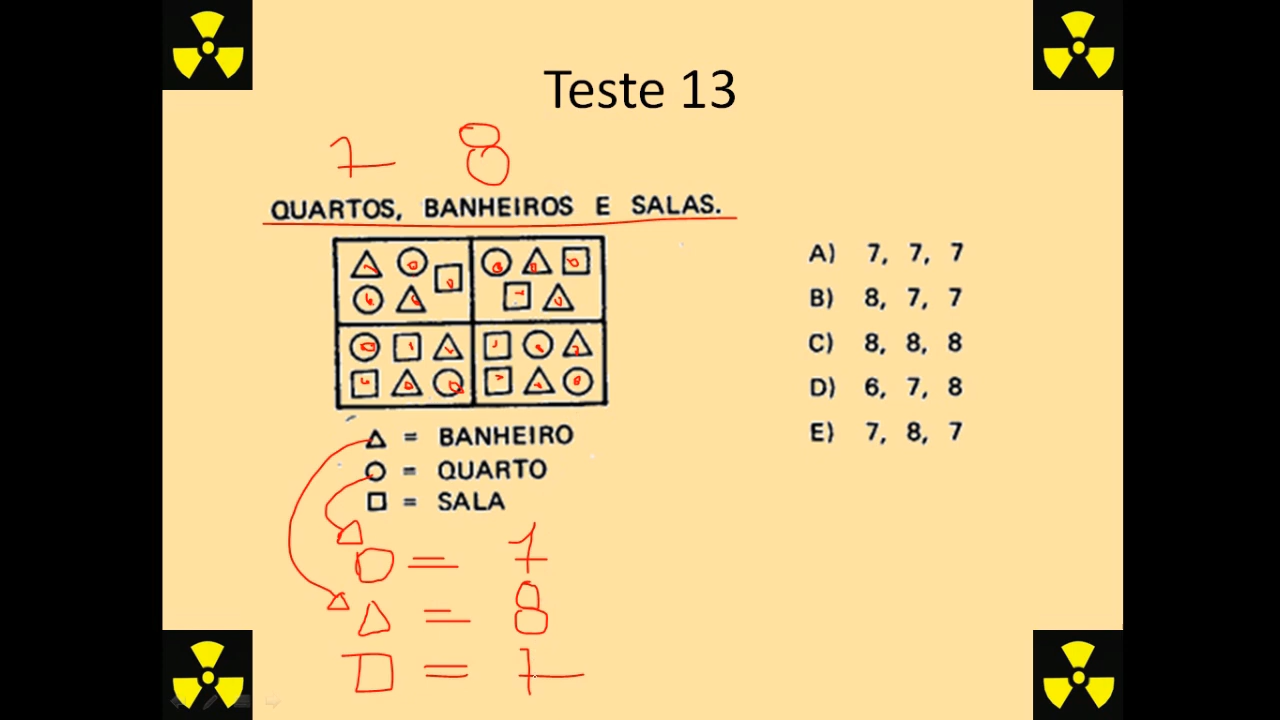 Teste 13
7 8
QUARTOS, BANHEIROS E SALAS.
A) 7, 7, 7
B) 8, 7, 7
C) 8, 8, 8
D) 6, 7, 8
E) 7, 8, 7
△ = BANHEIRO
○ = QUARTO
□ = SALA
○ = 7
△ = 8
□ = 7